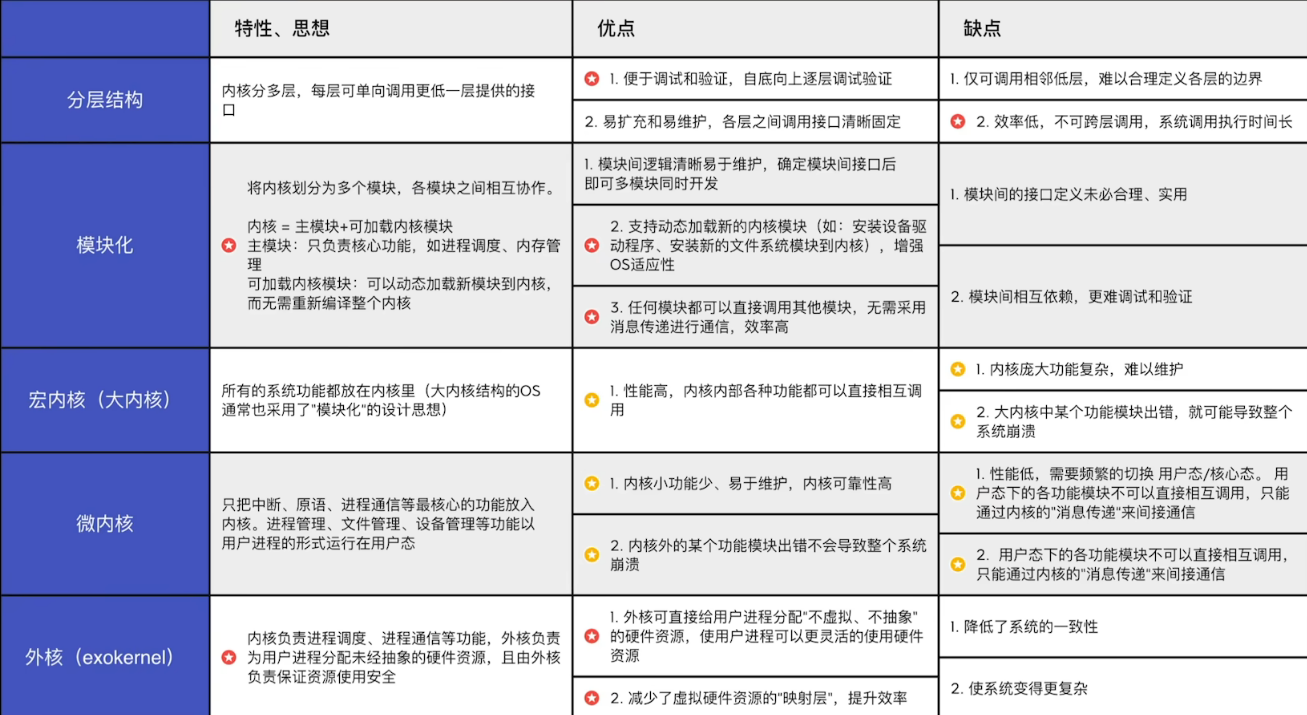 特性、思想
优点
缺点
分层结构
内核分多层，每层可单向调用更低一层提供的接
口
1. 便于调试和验证，自底向上逐层调试验证
2. 易扩充和易维护，各层之间调用接口清晰固定
1. 仅可调用相邻低层，难以合理定义各层的边界
2. 效率低，不可跨层调用，系统调用执行时间长
模块化
将内核划分为多个模块，各模块之间相互协作。
内核 = 主模块+可加载内核模块
主模块：只负责核心功能，如进程调度、内存管
理
可加载内核模块：可以动态加载新模块到内核，
而无需重新编译整个内核
1. 模块间逻辑清晰易于维护，确定模块间接口后
即可多模块同时开发
2. 支持动态加载新的内核模块（如：安装设备驱
动程序、安装新的文件系统模块到内核），增强
OS适应性
3. 任何模块都可以直接调用其他模块，无需采用
消息传递进行通信，效率高
1. 模块间的接口定义未必合理、实用
2. 模块间相互依赖，更难调试和验证
宏内核（大内核）
所有的系统功能都放在内核里（大内核结构的OS
通常也采用了"模块化"的设计思想）
1. 性能高，内核内部各种功能都可以直接相互调
用
1. 内核庞大功能复杂，难以维护
2. 大内核中某个功能模块出错，就可能导致整个
系统崩溃
微内核
只把中断、原语、进程通信等最核心的功能放入
内核。进程管理、文件管理、设备管理等功能以
用户进程的形式运行在用户态
1. 内核小功能少、易于维护，内核可靠性高
2. 内核外的某个功能模块出错不会导致整个系统
崩溃
1. 性能低，需要频繁的切换 用户态/核心态。 用
户态下的各功能模块不可以直接相互调用，只能
通过内核的"消息传递"来间接通信
2. 用户态下的各功能模块不可以直接相互调用，
只能通过内核的"消息传递"来间接通信
外核（exokernel）
内核负责进程调度、进程通信等功能，外核负责
为用户进程分配未经抽象的硬件资源，且由外核
负责保证资源使用安全
1. 外核可直接给用户进程分配"不虚拟、不抽象"
的硬件资源，使用户进程可以更灵活的使用硬件
资源
2. 减少了虚拟硬件资源的"映射层"，提升效率
1. 降低了系统的一致性
2. 使系统变得更复杂